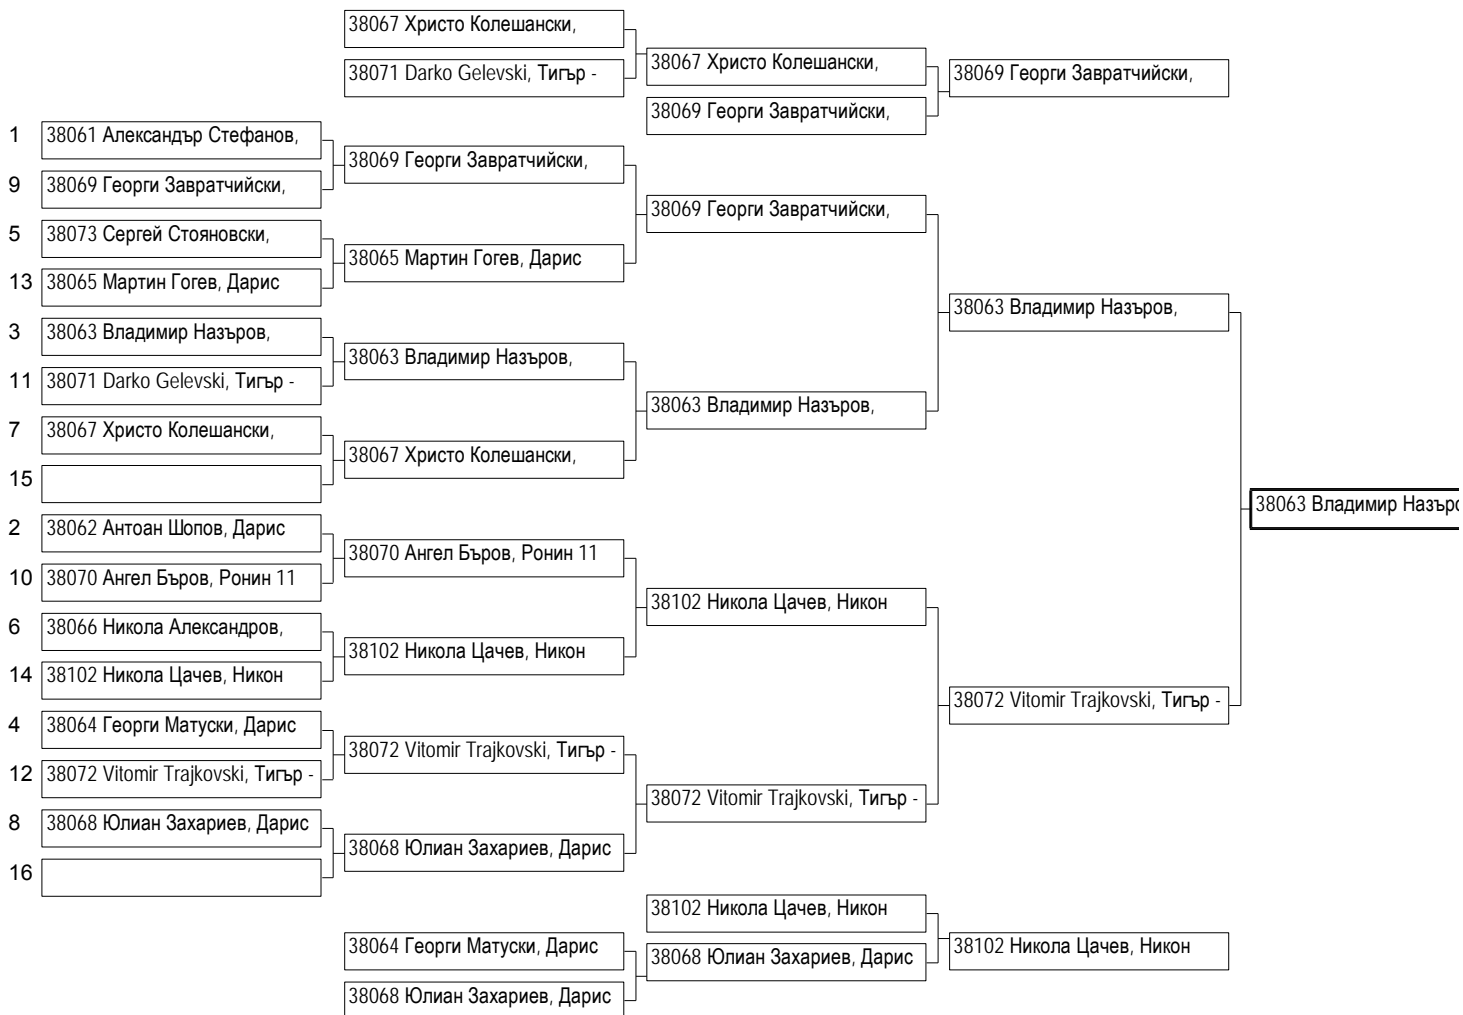 38067 Христо Колешански,
38071 Darko Gelevski, Тигър -
38067 Христо Колешански,
38069 Георги Завратчийски,
38069 Георги Завратчийски,
1 38061 Александър Стефанов,
9 38069 Георги Завратчийски,
5 38073 Сергей Стояновски,
13 38065 Мартин Гогев, Дарис
3 38063 Владимир Назъров,
11 38071 Darko Gelevski, Тигър -
7 38067 Христо Колешански,
15
2 38062 Антоан Шопов, Дарис
10 38070 Ангел Бъров, Ронин 11
6 38066 Никола Александров,
14 38102 Никола Цачев, Никон
4 38064 Георги Матуски, Дарис
12 38072 Vitomir Trajkovski, Тигър -
8 38068 Юлиан Захариев, Дарис
16
38069 Георги Завратчийски,
38065 Мартин Гогев, Дарис
38063 Владимир Назъров,
38067 Христо Колешански,
38070 Ангел Бъров, Ронин 11
38102 Никола Цачев, Никон
38072 Vitomir Trajkovski, Тигър -
38068 Юлиан Захариев, Дарис
38069 Георги Завратчийски,
38063 Владимир Назъров,
38102 Никола Цачев, Никон
38072 Vitomir Trajkovski, Тигър -
38063 Владимир Назъров,
38072 Vitomir Trajkovski, Тигър -
38063 Владимир Назъро
38064 Георги Матуски, Дарис
38068 Юлиан Захариев, Дарис
38102 Никола Цачев, Никон
38068 Юлиан Захариев, Дарис
38102 Никола Цачев, Никон